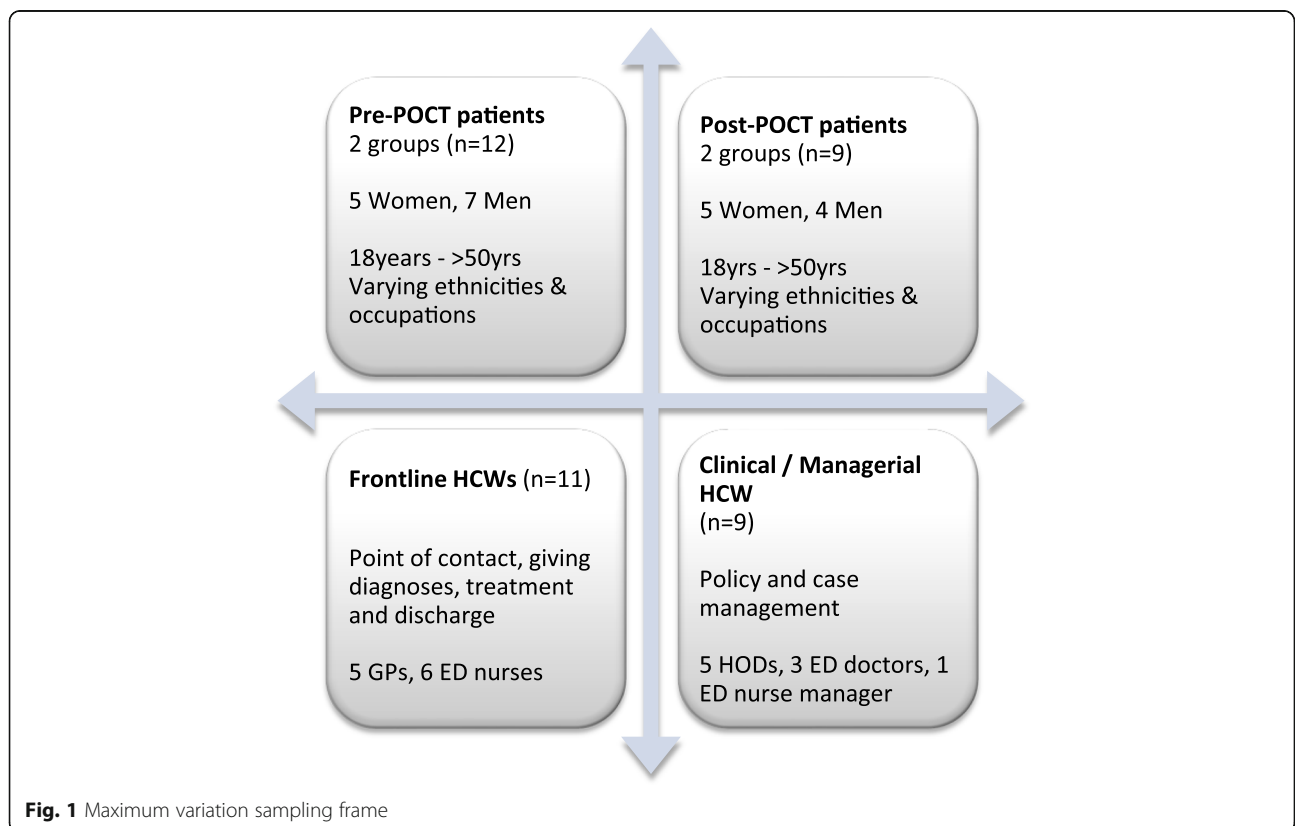 Pre-POCT patients
2 groups (n=12)
5 Women, 7 Men
18years - >50yrs
Varying ethnicities &
occupations
Post-POCT patients
2 groups (n=9)
5 Women, 4 Men
18yrs - >50yrs
Varying ethnicities &
occupations
Frontline HCWs (n=11)
Point of contact, giving
diagnoses, treatment
and discharge
5 GPs, 6 ED nurses
Clinical / Managerial
HCW
(n=9)
Policy and case
management
5 HODs, 3 ED doctors, 1
ED nurse manager
Fig. 1 Maximum variation sampling frame